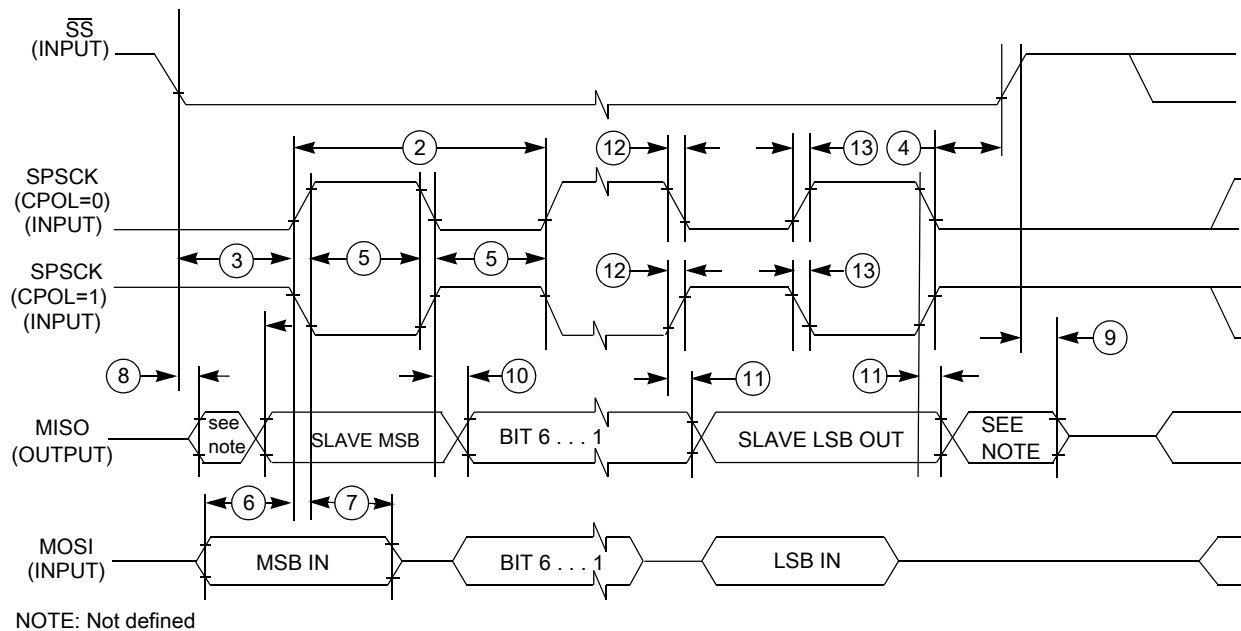 SS
(INPUT)
2
12
13
4
SPSCK
(CPOL=0)
(INPUT)
3
5
5
12
13
SPSCK
(CPOL=1)
(INPUT)
8
10
11
11
9
MISO
(OUTPUT)
see
note
SLAVE MSB
BIT 6 . . . 1
SLAVE LSB OUT
SEE
NOTE
6
7
MOSI
(INPUT)
MSB IN
BIT 6 . . . 1
LSB IN
NOTE: Not defined